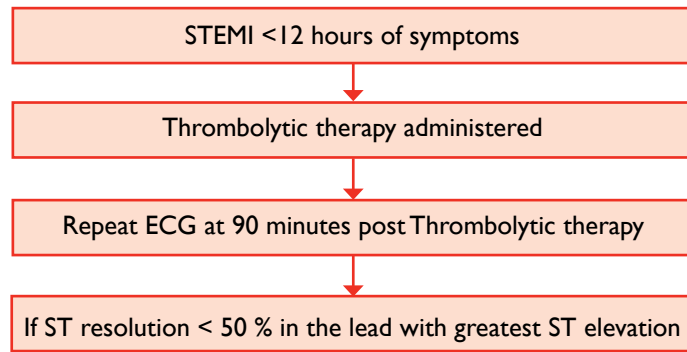 STEMI <12 hours of symptoms
Thrombolytic therapy administered
Repeat ECG at 90 minutes post Thrombolytic therapy
If ST resolution < 50 % in the lead with greatest ST elevation